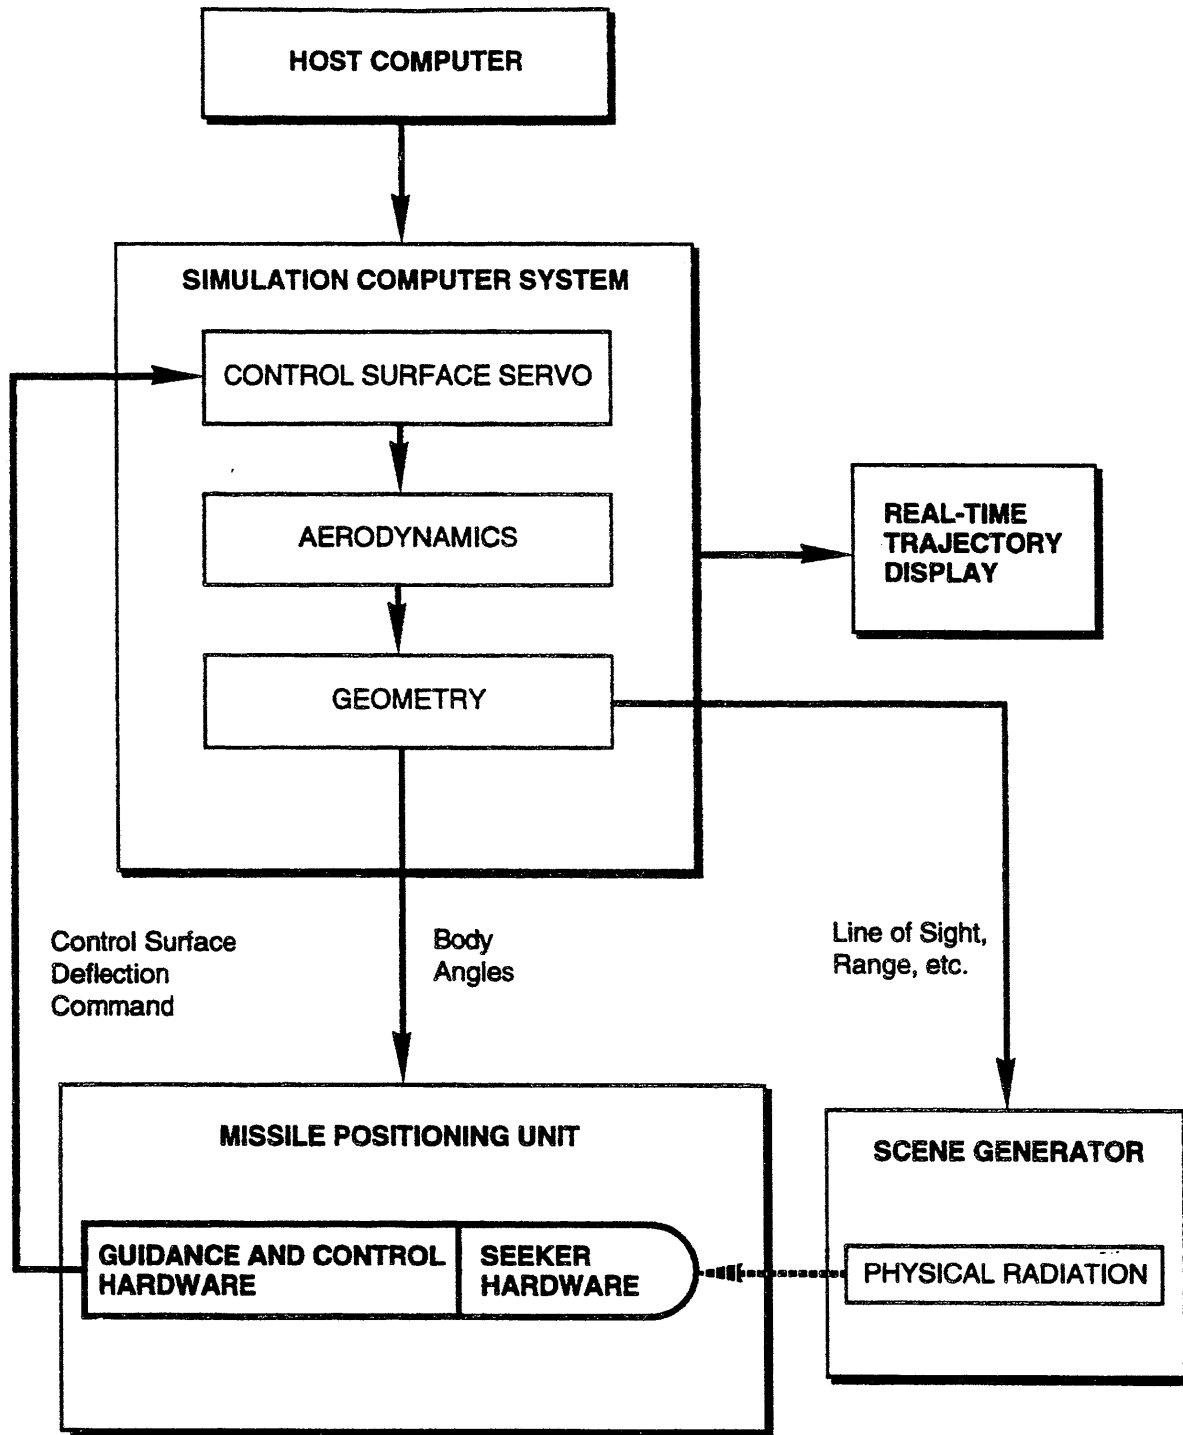 HOST COMPUTER
SIMULATION COMPUTER SYSTEM
CONTROL SURFACE SERVO
AERODYNAMICS
REAL-TIME
TRAJECTORY
DISPLAY
GEOMETRY
Control Surface
Deflection
Command
Body
Angles
Line of Sight,
Range, etc.
MISSILE POSITIONING UNIT
GUIDANCE AND CONTROL
HARDWARE
SEEKER
HARDWARE
SCENE GENERATOR
PHYSICAL RADIATION